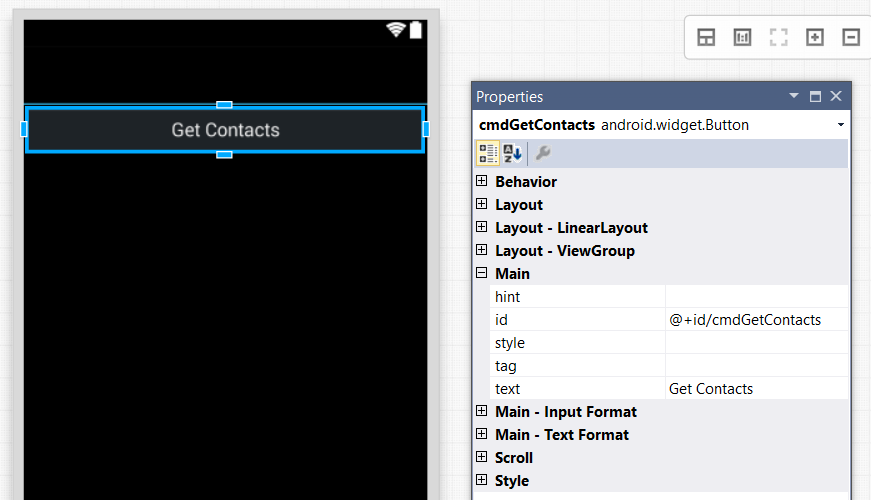 Get Contacts
Properties
cmdGetContacts android.widget.Button
Behavior
Layout
Layout - LinearLayout
Layout - ViewGroup
Main
hint
id @+id/cmdGetContacts
style
tag
text Get Contacts
Main - Input Format
Main - Text Format
Scroll
Style